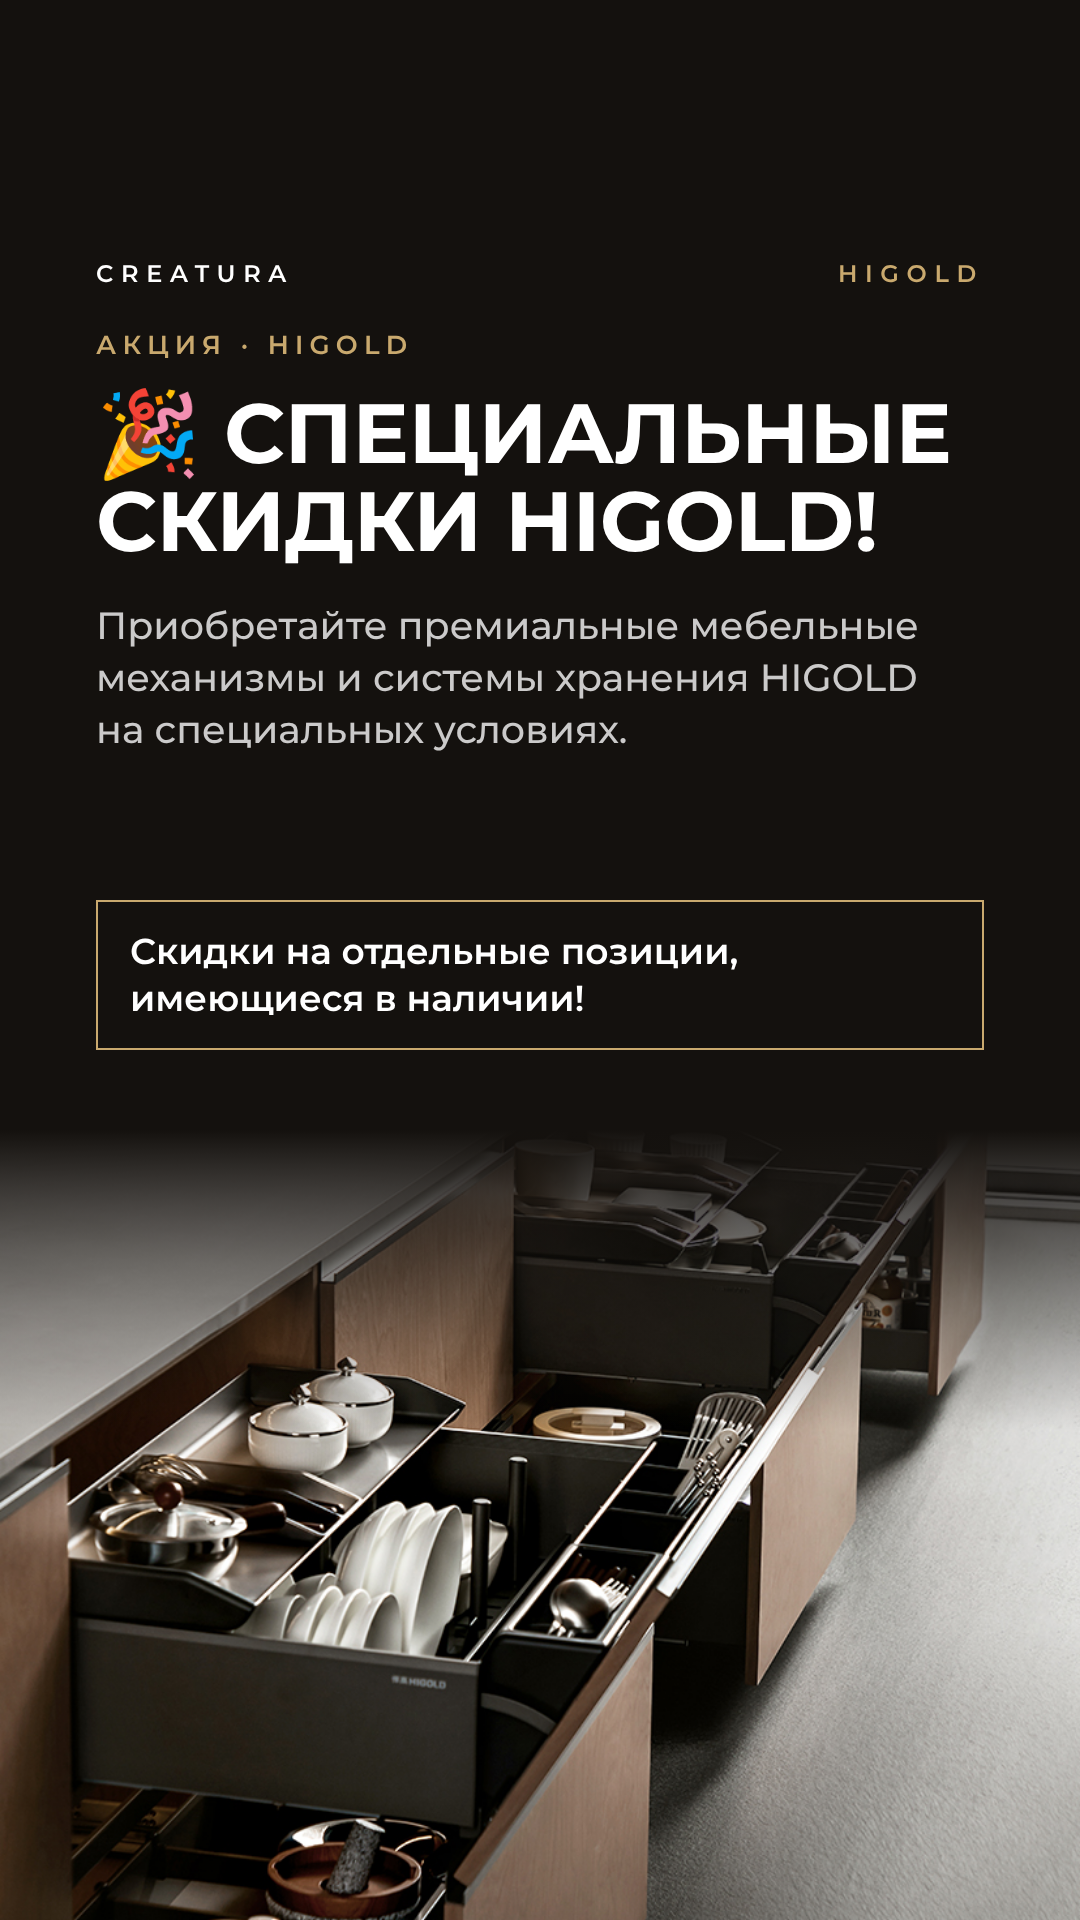 CREATURA
HIGOLD
АКЦИЯ · HIGOLD
🎉 СПЕЦИАЛЬНЫЕ
СКИДКИ HIGOLD!
Приобретайте премиальные мебельные
механизмы и системы хранения HIGOLD
на специальных условиях.
Скидки на отдельные позиции,
имеющиеся в наличии!
HIGOLD